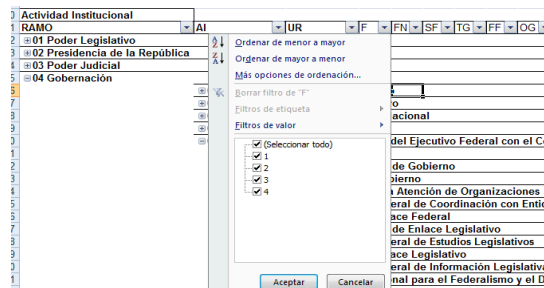 Actividad Institucional
RAMO AI UR F FN SF TG FF OG
01 Poder Legislativo
02 Presidencia de la República
03 Poder Judicial
04 Gobernación
Ordenar de menor a mayor
Ordenar de mayor a menor
Más opciones de ordenación...
Borrar filtro de "F"
Filtros de etiqueta
Filtros de valor
(Seleccionar todo)
1
2
3
4
Aceptar Cancelar
acional
del Ejecutivo Federal con el
de Gobierno
bierno
Atención de Organizaciones
eral de Coordinación con
ace Federal
de Enlace Legislativo
eral de Estudios Legislativos
ace Legislativo
eral de Información
nal para el Federalismo y el